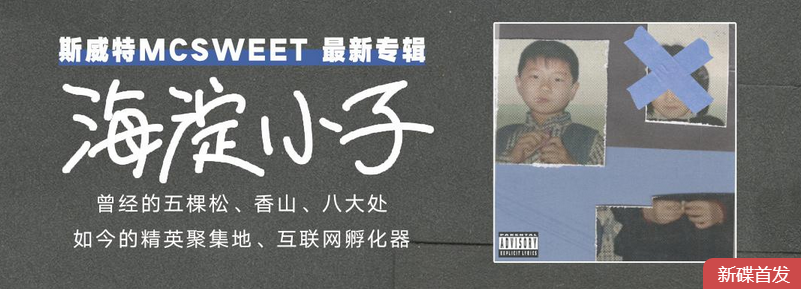 斯威特MCSWEET 最新专辑
海淀小子
曾经的五棵松、香山、八大处
如今的精英聚集地、互联网孵化器
PARENTAL
ADVISORY
EXPLICIT LYRICS
新碟首发